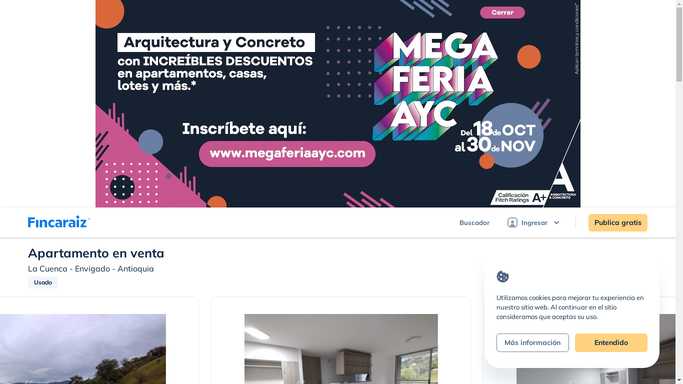 Cerrar
Arquitectura y Concreto
con INCREÍBLES DESCUENTOS
en apartamentos, casas,
lotes y más.*
MEGA
FERIA
AYC
Inscríbete aquí:
www.megaferiaayc.com
Del 18 de OCT
al 30 de NOV
Calificación
Fitch Ratings
A+
ARQUITECTURA
& CONCRETO
Fincaraiz
Buscador
Ingresar
Publica gratis
Apartamento en venta
La Cuenca - Envigado - Antioquia
Usado
Utilizamos cookies para mejorar tu experiencia en
nuestro sitio web. Al continuar en el sitio
consideramos que aceptas su uso.
Más información
Entendido